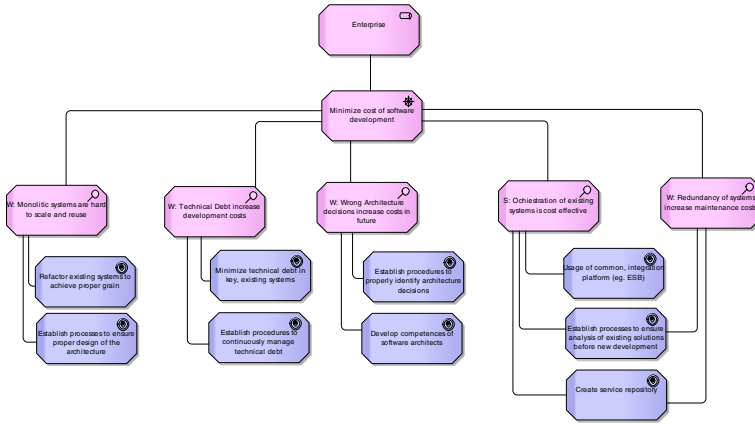 Enterprise
Minimize cost of software
development
W: Monolitic systems are hard
to scale and reuse
W: Technical Debt increase
development costs
W: Wrong Architecture
decisions increase costs in
future
S: Ochiestration of existing
systems is cost effective
W: Redundancy of systems
increase maintenance costs
Refactor existing systems to
achieve proper grain
Minimize technical debt in
key, existing systems
Establish procedures to
properly identify architecture
decisions
Usage of common, integration
platform (eg. ESB)
Establish processes to ensure
proper design of the
architecture
Establish procedures to
continuously manage
technical debt
Develop competences of
software architects
Establish processes to ensure
analysis of existing solutions
before new development
Create service repository